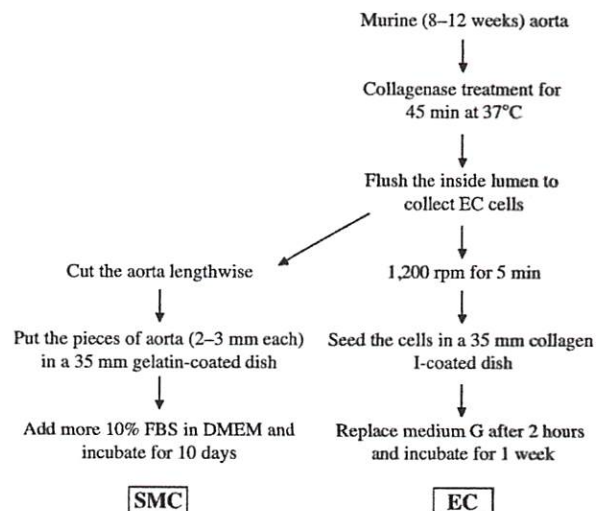 Murine (8–12 weeks) aorta
Collagenase treatment for
45 min at 37°C
Flush the inside lumen to
collect EC cells
Cut the aorta lengthwise
Put the pieces of aorta (2–3 mm each)
in a 35 mm gelatin-coated dish
Add more 10% FBS in DMEM and
incubate for 10 days
SMC
1,200 rpm for 5 min
Seed the cells in a 35 mm collagen
I-coated dish
Replace medium G after 2 hours
and incubate for 1 week
EC